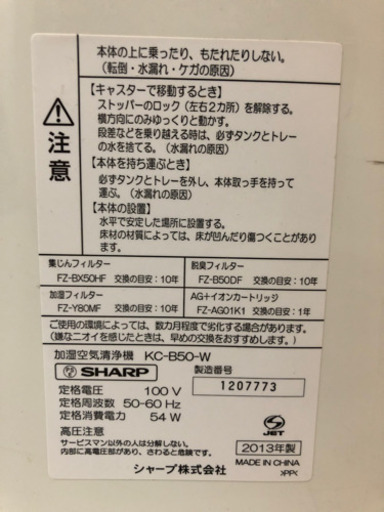 本体の上に乗ったり、もたれたりしない。
（転倒・水漏れ・ケガの原因）
注意
【キャスターで移動するとき】
ストッパーのロック（左右2カ所）を解除する。
横方向にのみゆっくりと動かす。
段差などを乗り越える時は、必ずタンクとトレー
の水を捨てる。（水漏れの原因）
【本体を持ち運ぶとき】
必ずタンクとトレーを外し、本体取っ手を持って
運ぶ。（水漏れの原因）
【本体の設置】
水平で安定した場所に設置する。
床材の材質によっては、床が凹んだり傷つくことがあります。
集じんフィルター
FZ-BX50HF 交換の目安：10年
脱臭フィルター
FZ-B50DF 交換の目安：10年
加湿フィルター
FZ-Y80MF 交換の目安：10年
AG+イオンカートリッジ
FZ-AG01K1 交換の目安：1年
ご使用の環境によっては、数カ月程度で劣化する場合があります。
（嫌なニオイを感じたときは、早めの交換をおすすめします）
加湿空気清浄機 KC-B50-W
SHARP
製造番号
1207773
定格電圧 100 V
定格周波数 50-60 Hz
定格消費電力 54 W
高圧注意
サービスマン以外の人は分解しない。
内部に高電圧部があり、さわると危険です。
JET
2013年製
MADE IN CHINA
シャープ株式会社
>PP<